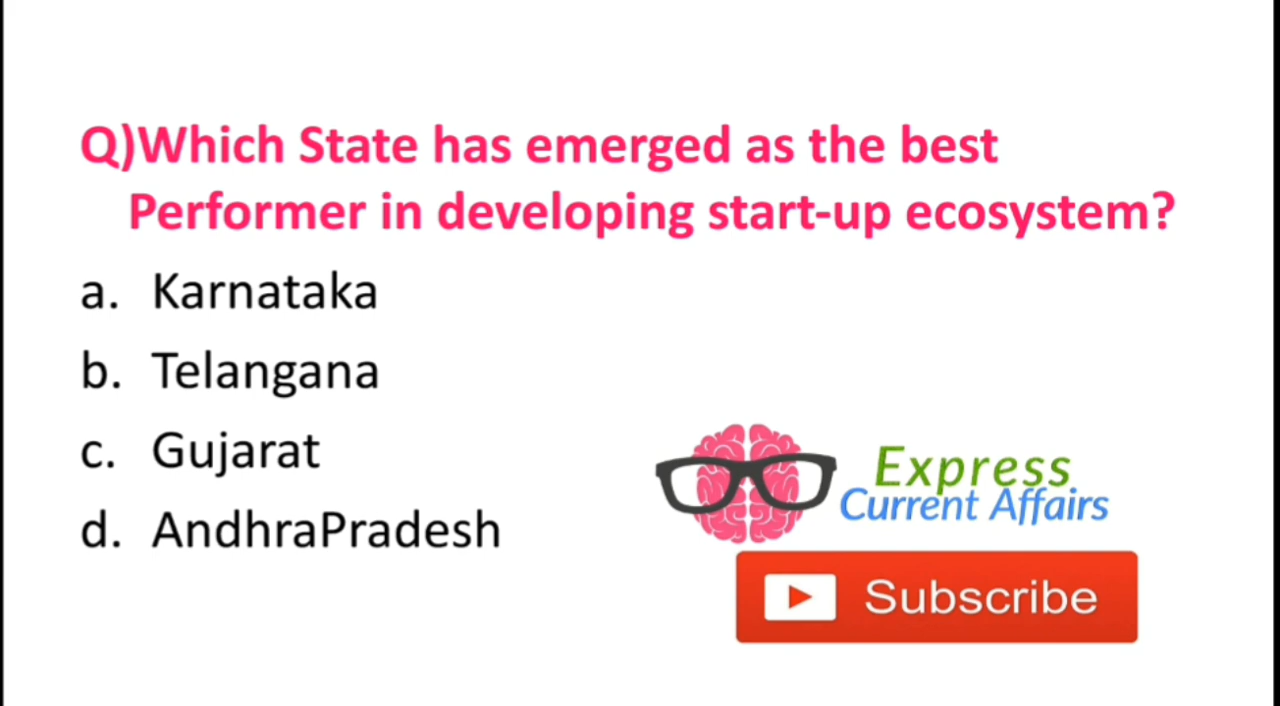 Q)Which State has emerged as the best
Performer in developing start-up ecosystem?
a. Karnataka
b. Telangana
c. Gujarat
d. AndhraPradesh
Express
Current Affairs
Subscribe